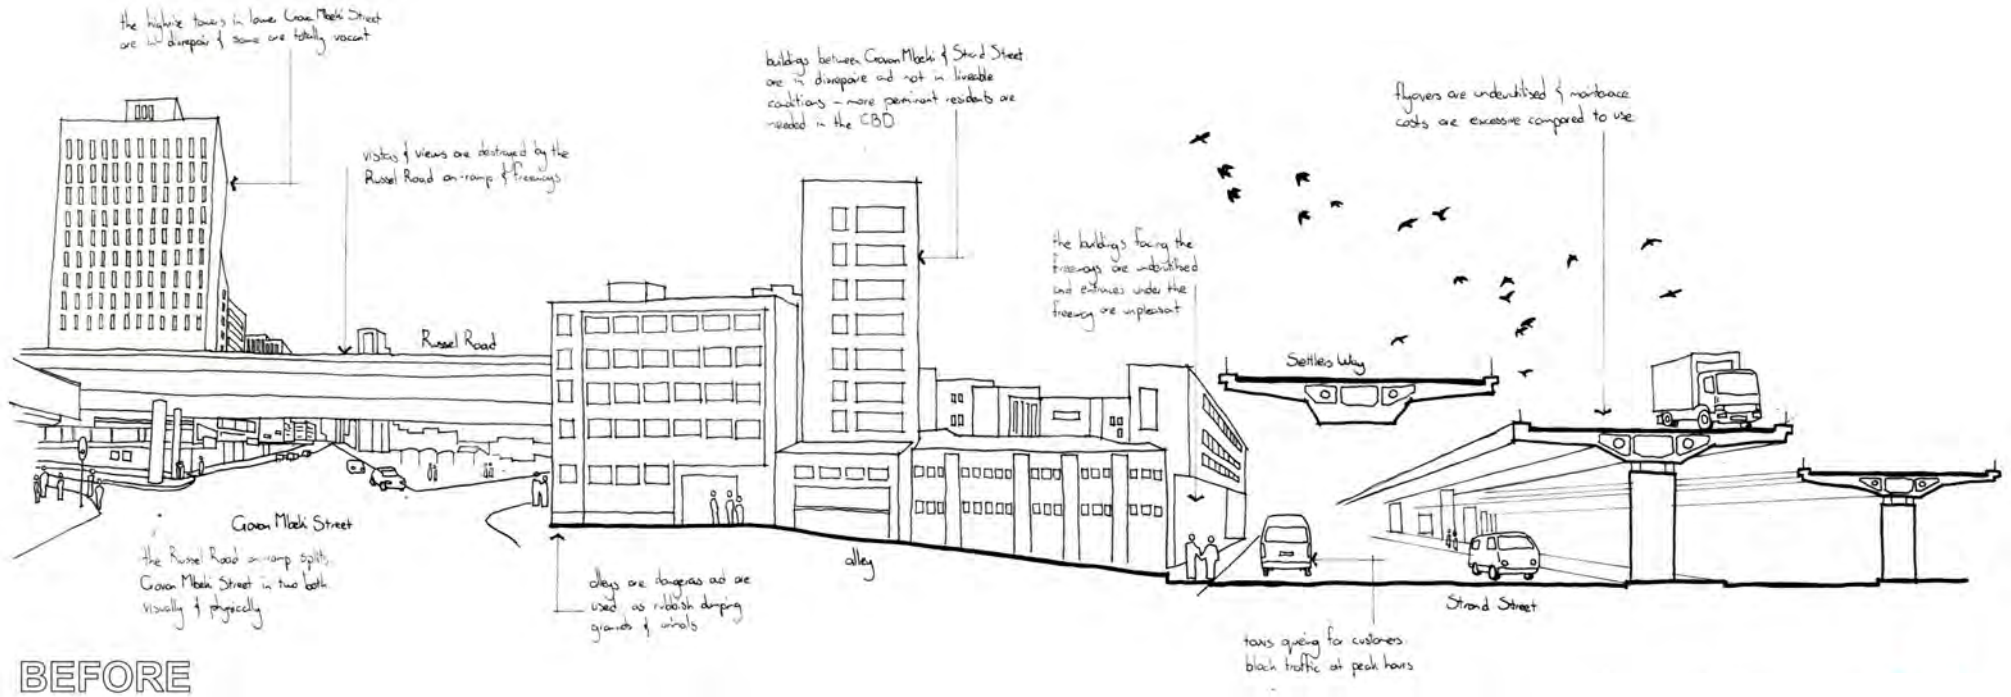 the highrise towers in lower Govan Mbeki Street
are in disrepair & some are totally vacant
vistas & views are destroyed by the
Russel Road on-ramp & freeways
buildings between Govan Mbeki & Strand Street
are in disrepaire and not in liveable
conditions - more perminant residents are
needed in the CBD
flyovers are underutilised & maintenance
costs are excessive compared to use
the buildings facing the
freeways are underutilised
and entrances under the
freeway are unpleasant
Russel Road
Settlers Way
Govan Mbeki Street
the Russel Road on-ramp splits
Govan Mbeki Street in two both
visually & physically
alleys are dangeros and are
used as rubbish dumping
grounds & urinals
alley
Strand Street
taxis queing for customers
block traffic at peak hours
BEFORE